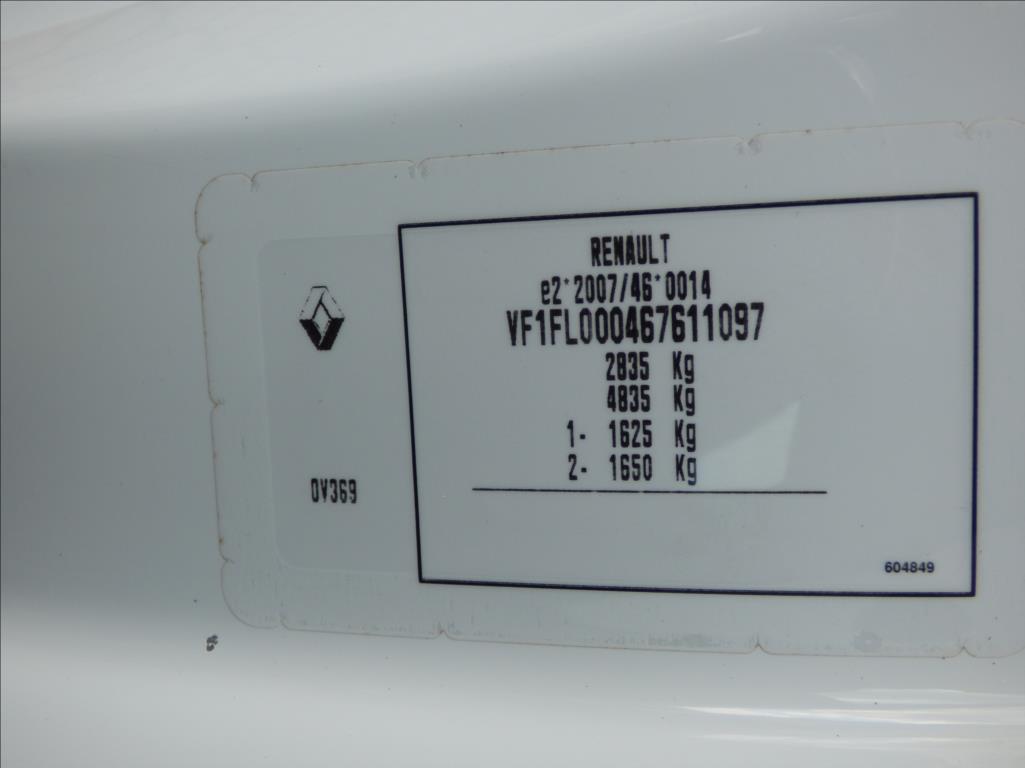 RENAULT
e2*2007/46*0014
VF1FL000467611097
2835 Kg
4835 Kg
1- 1625 Kg
2- 1650 Kg
0V369
604849